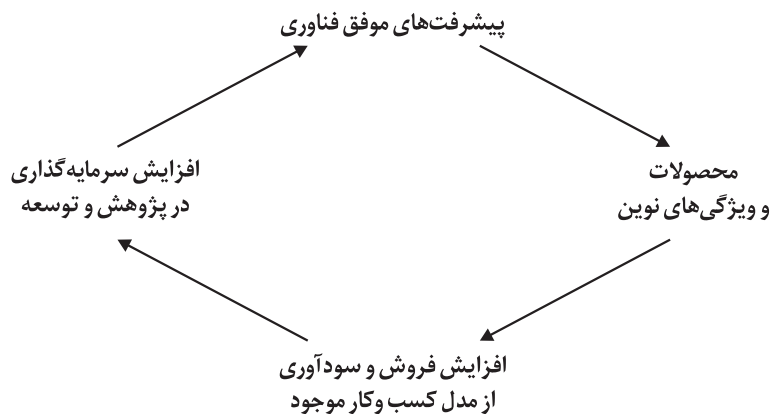 پیشرفت‌های موفق فناوری
محصولات
و ویژگی‌های نوین
افزایش فروش و سودآوری
از مدل کسب وکار موجود
افزایش سرمایه‌گذاری
در پژوهش و توسعه